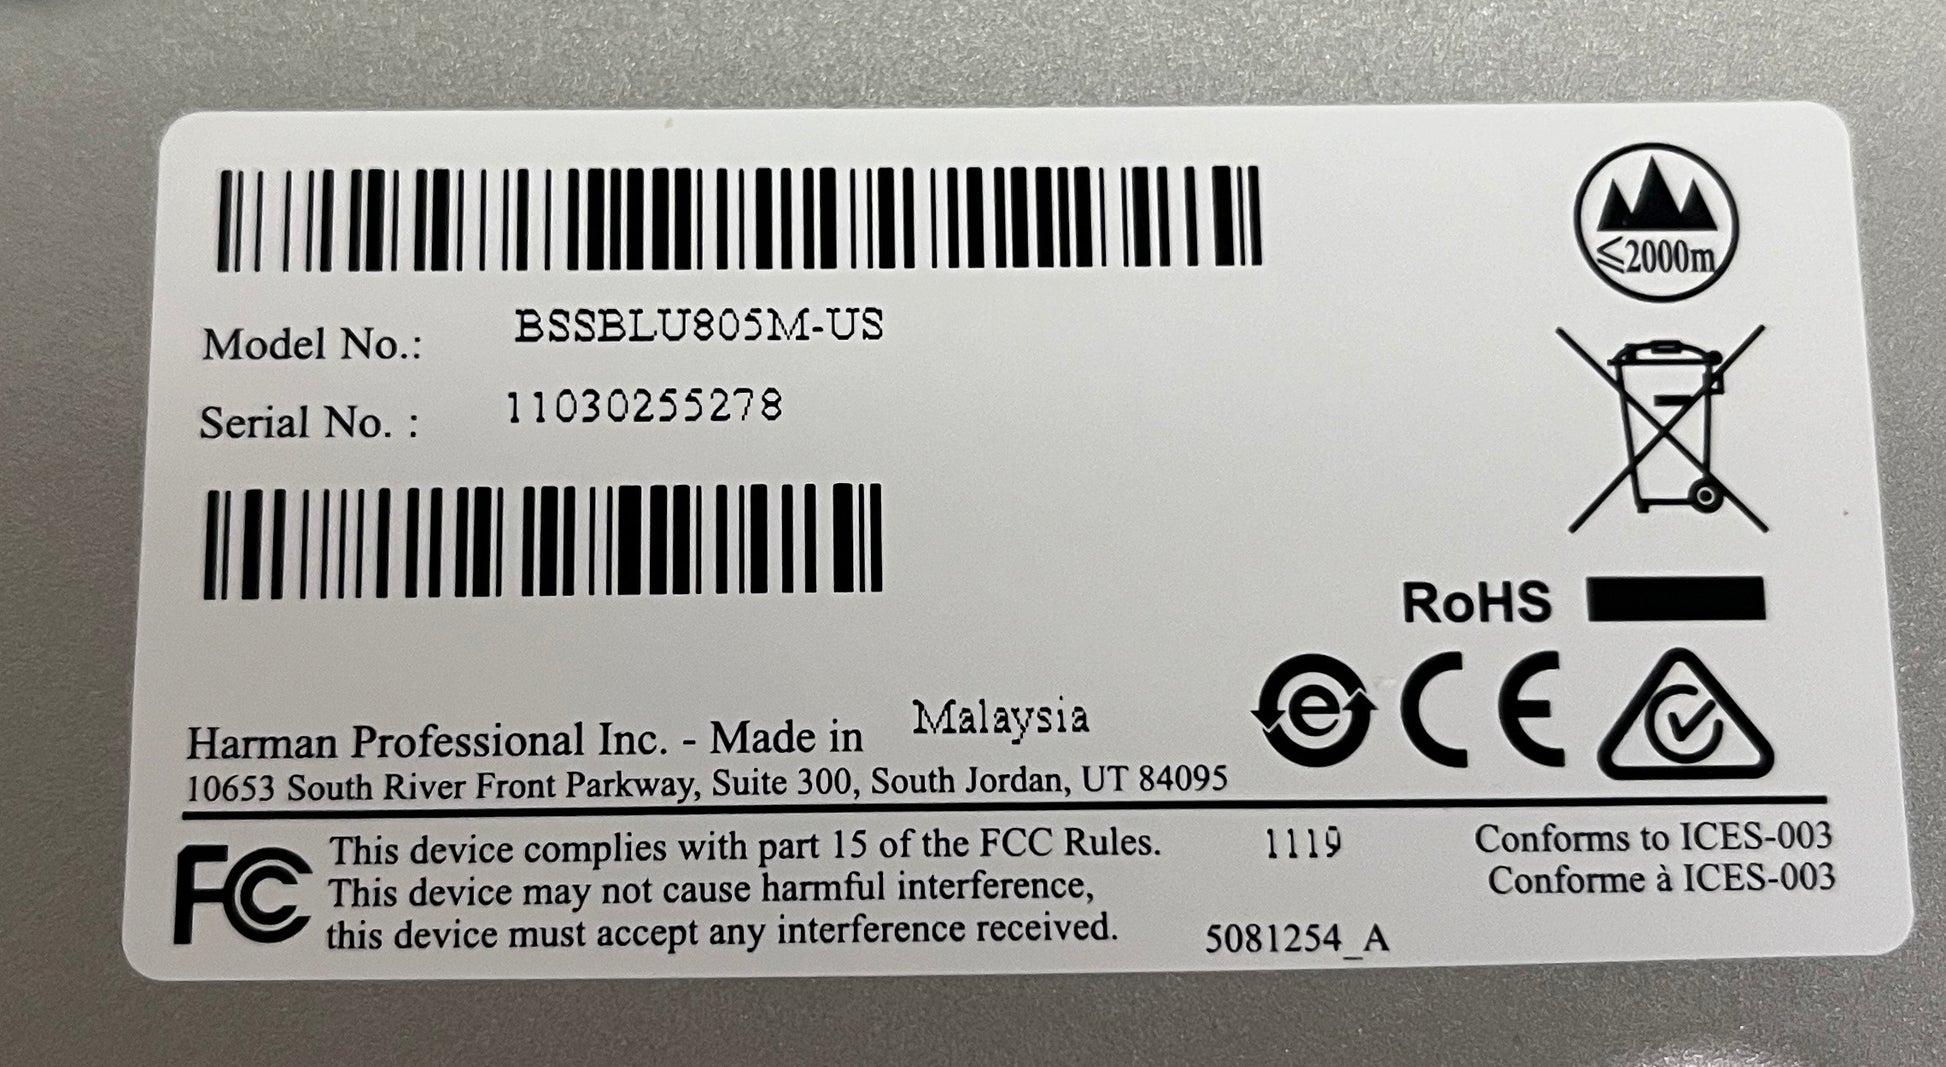 Model No.: BSSBLU805M-US
Serial No. : 11030255278
≤2000m
RoHS
e CE
Harman Professional Inc. - Made in Malaysia
10653 South River Front Parkway, Suite 300, South Jordan, UT 84095
FC This device complies with part 15 of the FCC Rules.
This device may not cause harmful interference,
this device must accept any interference received.
1119
5081254_A
Conforms to ICES-003
Conforme à ICES-003